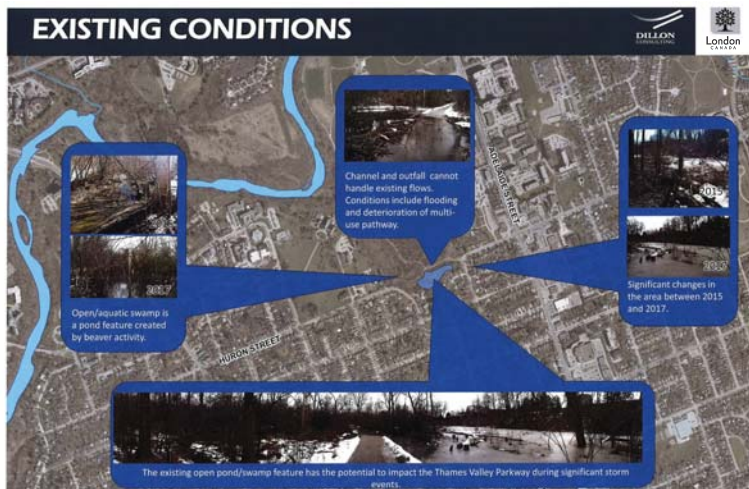 EXISTING CONDITIONS
DILLON
CONSULTING
London
CANADA
Channel and outfall cannot
handle existing flows.
Conditions include flooding
and deterioration of multi-
use pathway.
ADELAIDE STREET
2015
2017
Significant changes in
the area between 2015
and 2017.
2017
Open/aquatic swamp is
a pond feature created
by beaver activity.
HURON STREET
The existing open pond/swamp feature has the potential to impact the Thames Valley Parkway during significant storm
events.